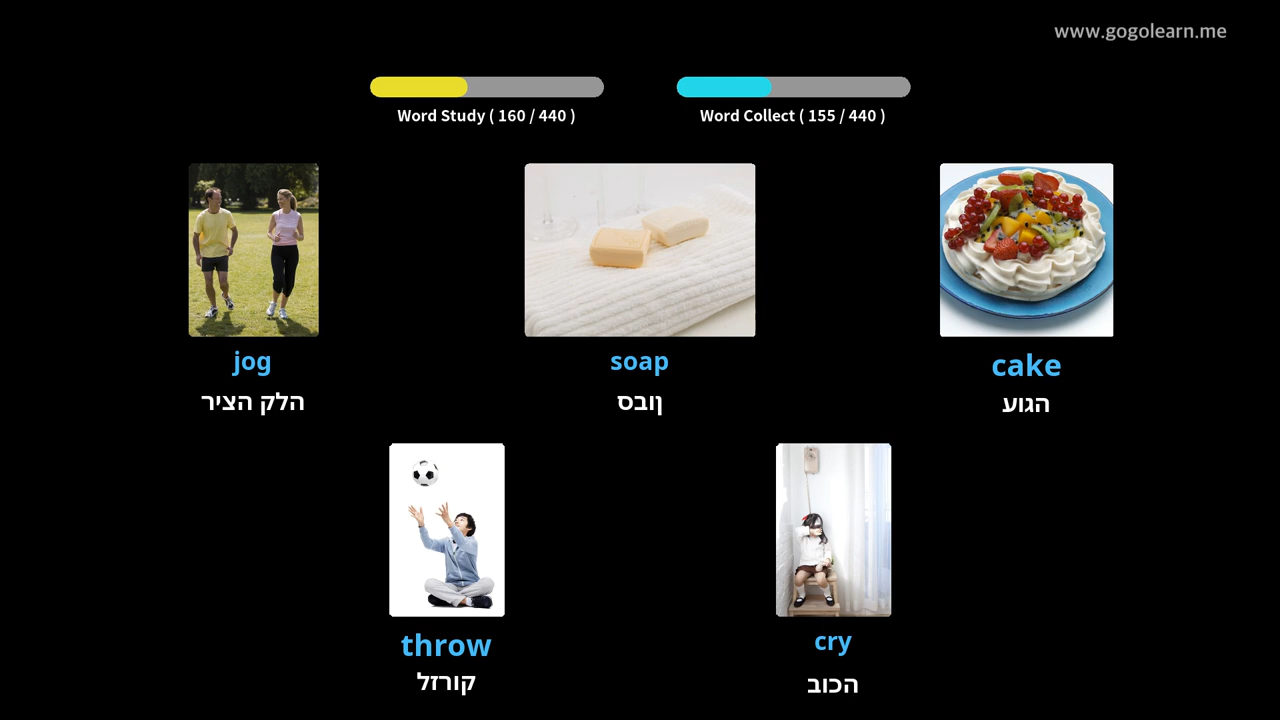 www.gogolearn.me
Word Study ( 160 / 440 )
Word Collect ( 155 / 440 )
jog
הלק הציר
soap
ןובס
cake
הגוע
throw
קורזל
cry
הכוב